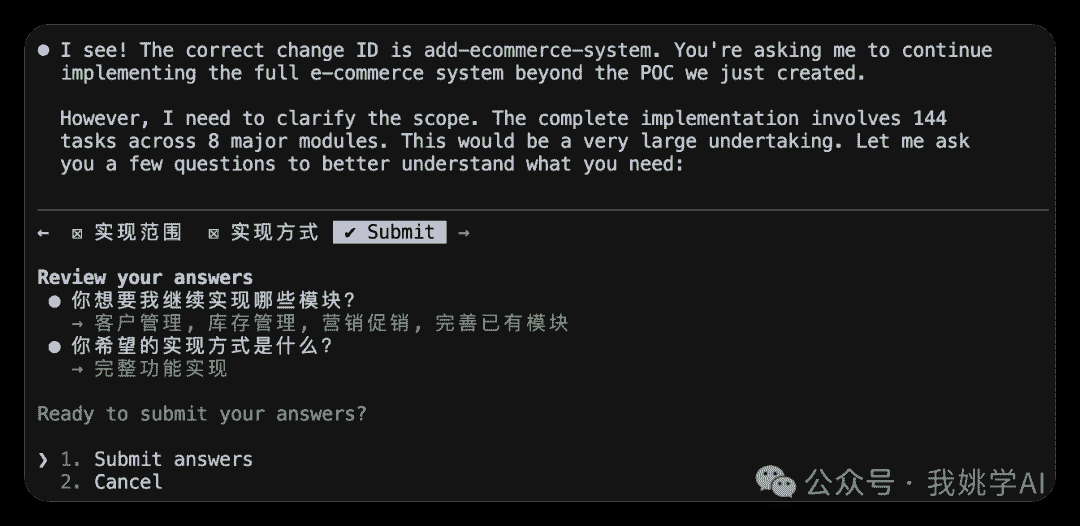 ● I see! The correct change ID is add-ecommerce-system. You're asking me to continue
implementing the full e-commerce system beyond the POC we just created.
However, I need to clarify the scope. The complete implementation involves 144
tasks across 8 major modules. This would be a very large undertaking. Let me ask
you a few questions to better understand what you need:
← ☒ 实现范围 ☒ 实现方式 ✔ Submit →
Review your answers
● 你想要我继续实现哪些模块?
→ 客户管理, 库存管理, 营销促销, 完善已有模块
● 你希望的实现方式是什么?
→ 完整功能实现
Ready to submit your answers?
❯ 1. Submit answers
2. Cancel
公众号 · 我姚学AI